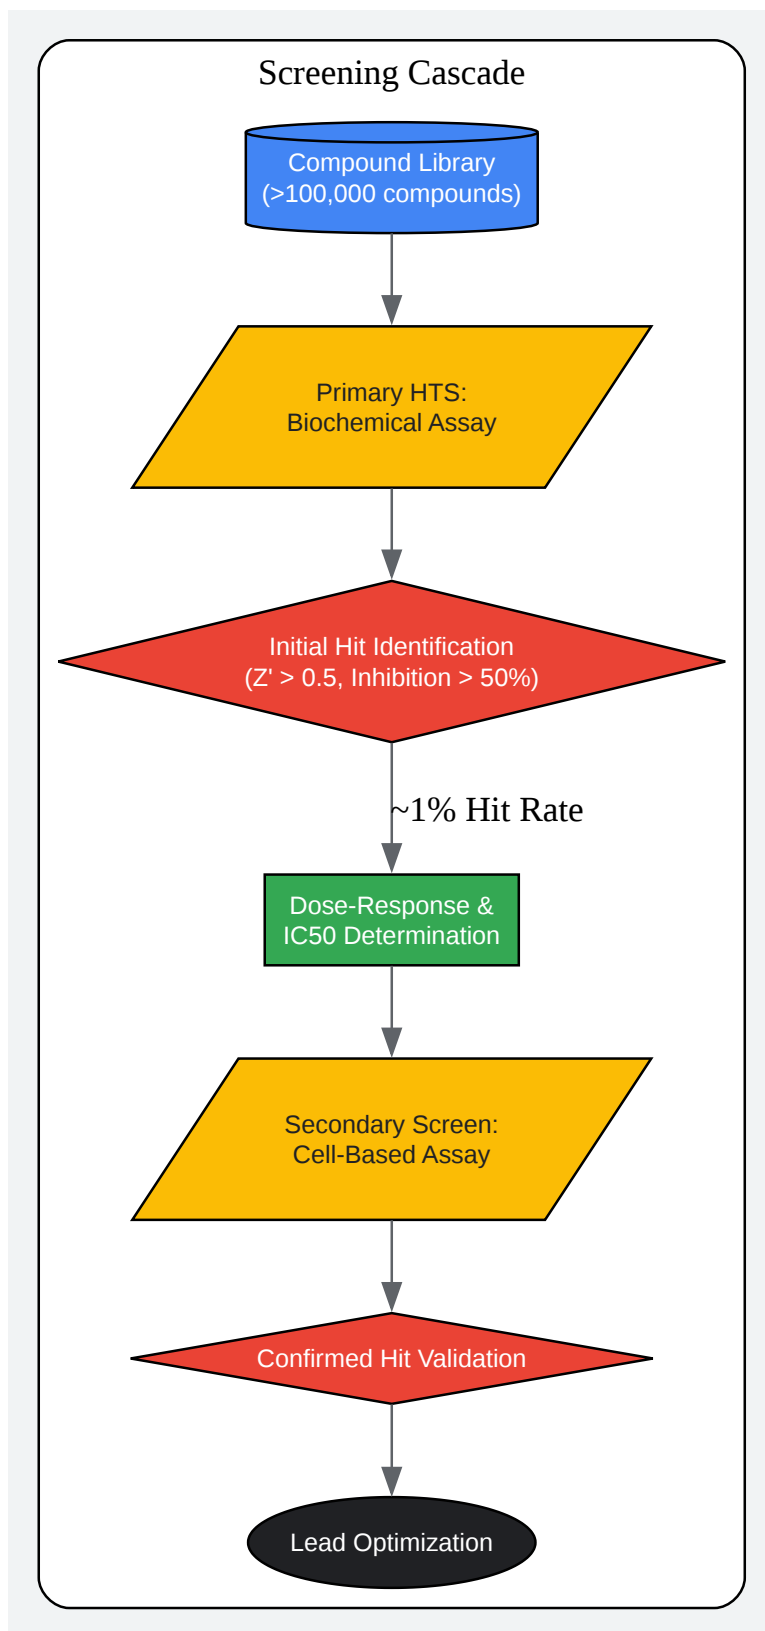 Screening Cascade
Compound Library
(>100,000 compounds)
Primary HTS:
Biochemical Assay
Initial Hit Identification
(Z' > 0.5, Inhibition > 50%)
~1% Hit Rate
Dose-Response &
IC50 Determination
Secondary Screen:
Cell-Based Assay
Confirmed Hit Validation
Lead Optimization